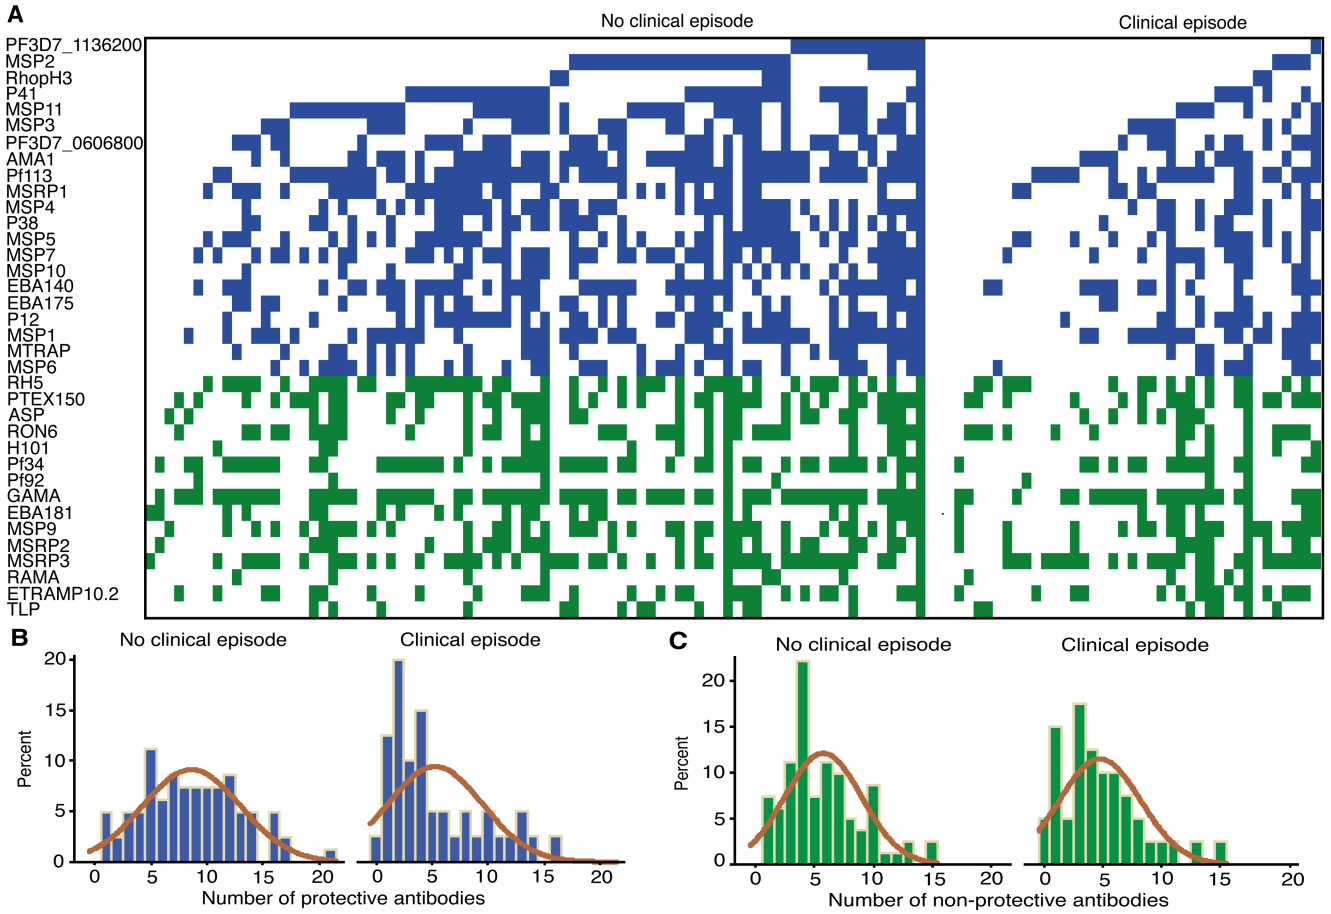 A
No clinical episode
Clinical episode
PF3D7_1136200
MSP2
RhopH3
P41
MSP11
MSP3
PF3D7_0606800
AMA1
Pf113
MSRP1
MSP4
P38
MSP5
MSP7
MSP10
EBA140
EBA175
P12
MSP1
MTRAP
MSP6
RH5
PTEX150
ASP
RON6
H101
Pf34
Pf92
GAMA
EBA181
MSP9
MSRP2
MSRP3
RAMA
ETRAMP10.2
TLP
B
No clinical episode
Clinical episode
20
15
10
5
0
Percent
0 5 10 15 20
0 5 10 15 20
Number of protective antibodies
C
No clinical episode
Clinical episode
20
15
10
5
0
Percent
0 5 10 15 20
0 5 10 15 20
Number of non-protective antibodies